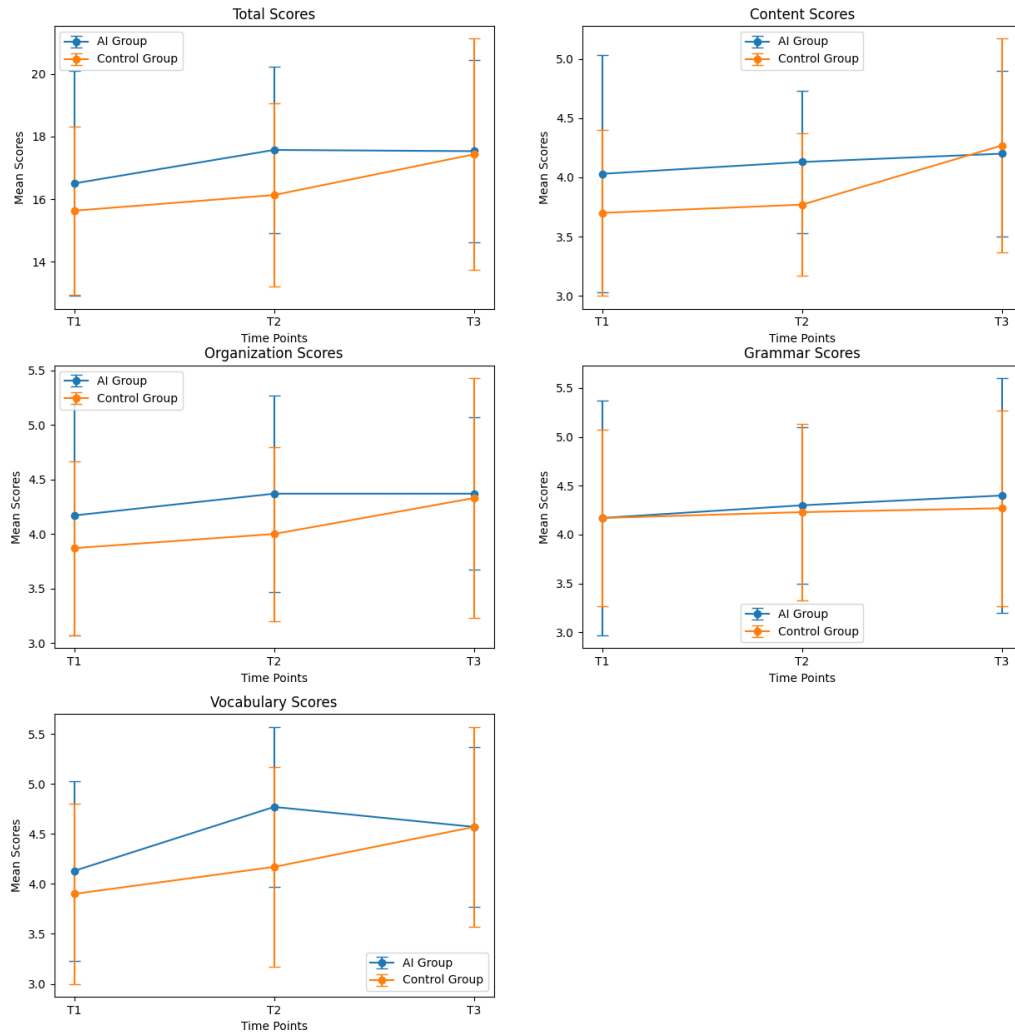 Total Scores
AI Group
Control Group
20
18
16
14
Mean Scores
T1
T2
T3
Time Points
Content Scores
AI Group
Control Group
5.0
4.5
4.0
3.5
3.0
Mean Scores
T1
T2
T3
Time Points
Organization Scores
AI Group
Control Group
5.5
5.0
4.5
4.0
3.5
3.0
Mean Scores
T1
T2
T3
Time Points
Grammar Scores
5.5
5.0
4.5
4.0
3.5
3.0
Mean Scores
AI Group
Control Group
T1
T2
T3
Time Points
Vocabulary Scores
5.5
5.0
4.5
4.0
3.5
3.0
Mean Scores
AI Group
Control Group
T1
T2
T3
Time Points